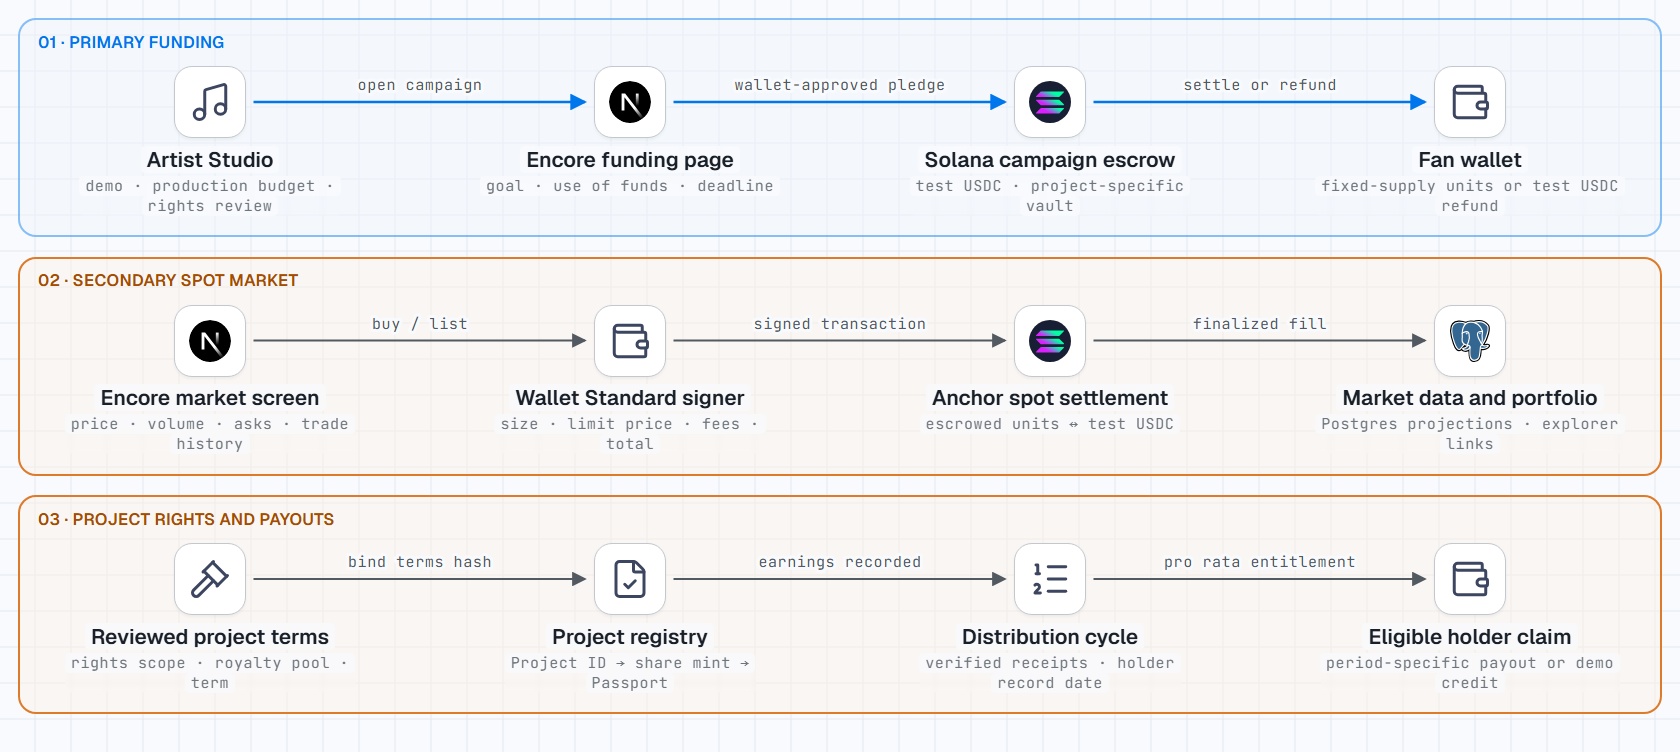 01 · PRIMARY FUNDING
open campaign
wallet-approved pledge
settle or refund
Artist Studio
demo · production budget ·
rights review
Encore funding page
goal · use of funds · deadline
Solana campaign escrow
test USDC · project-specific
vault
Fan wallet
fixed-supply units or test USDC
refund
02 · SECONDARY SPOT MARKET
buy / list
signed transaction
finalized fill
Encore market screen
price · volume · asks · trade
history
Wallet Standard signer
size · limit price · fees ·
total
Anchor spot settlement
escrowed units ↔ test USDC
Market data and portfolio
Postgres projections · explorer
links
03 · PROJECT RIGHTS AND PAYOUTS
bind terms hash
earnings recorded
pro rata entitlement
Reviewed project terms
rights scope · royalty pool ·
term
Project registry
Project ID → share mint →
Passport
Distribution cycle
verified receipts · holder
record date
Eligible holder claim
period-specific payout or demo
credit